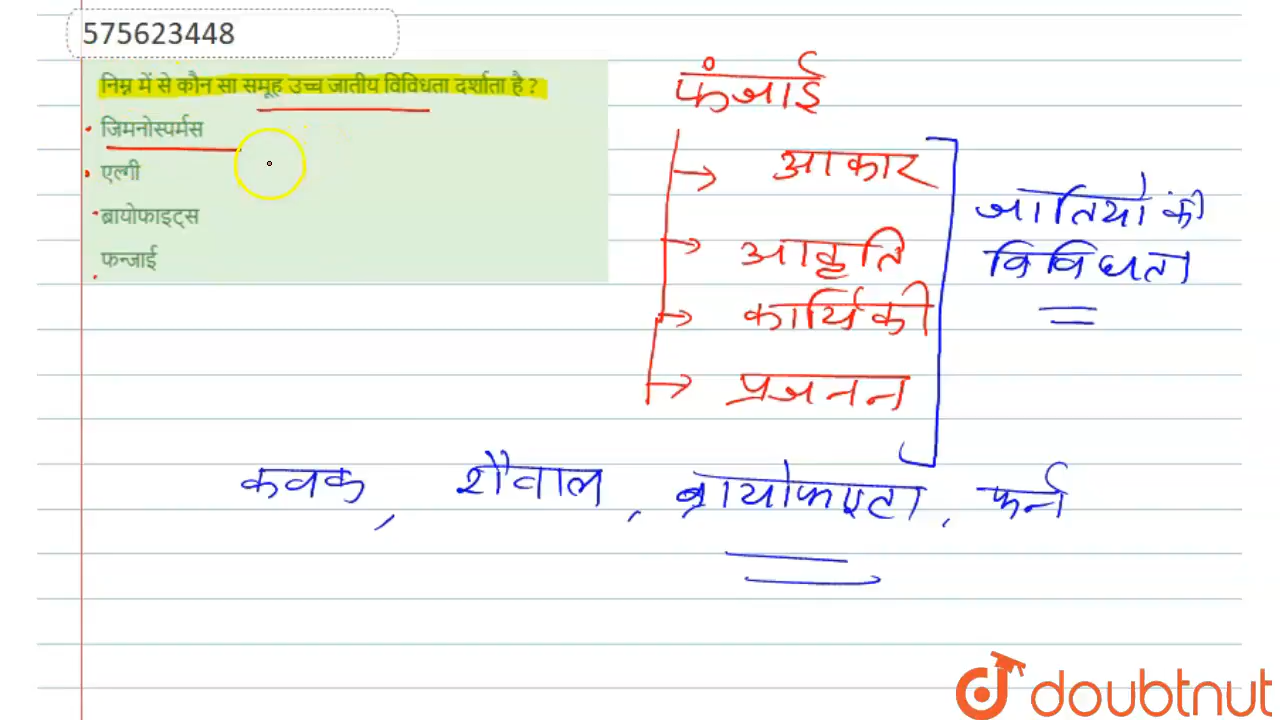 575623448
निम्न में से कौन सा समूह उच्च जातीय विविधता दर्शाता है ?
जिमनोस्पर्मस
एल्गी
ब्रायोफाइट्स
फन्जाई
फंजाई
आकार
आकृति
कार्यिकी
प्रजनन
जातियों की
विविधता
कवक, शैवाल, ब्रायोफाइटा, फर्न
doubtnut